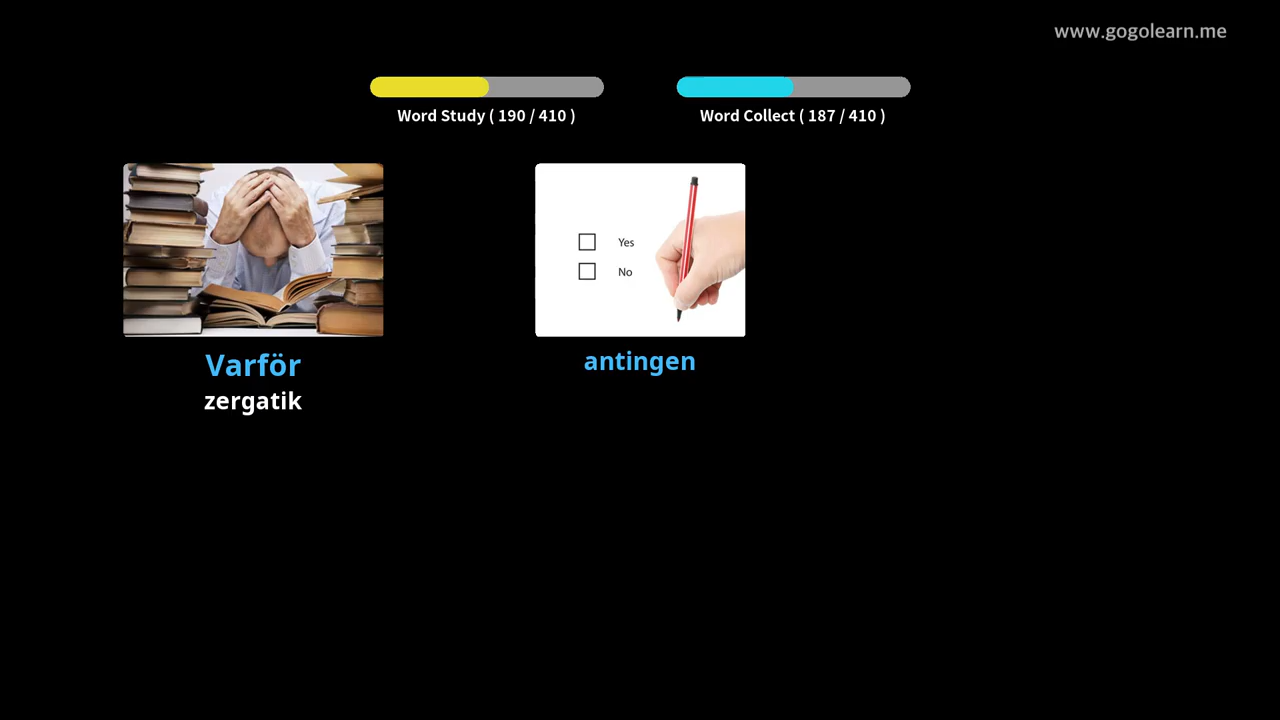 www.gogolearn.me
Word Study ( 190 / 410 )
Word Collect ( 187 / 410 )
Yes
No
Varför
zergatik
antingen